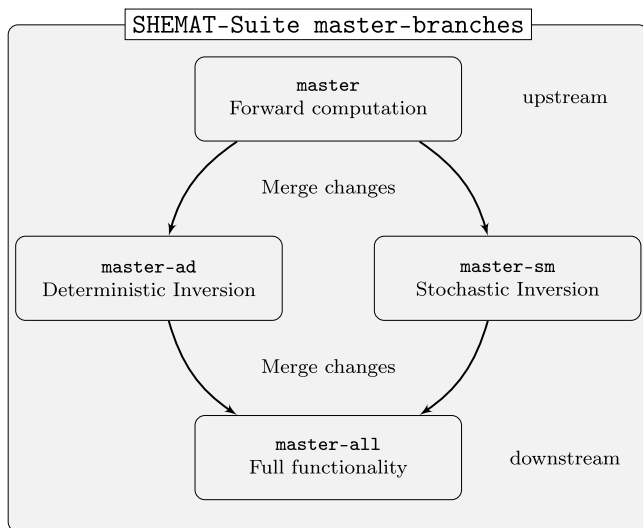 SHEMAT-Suite master-branches
master
Forward computation
upstream
Merge changes
master-ad
Deterministic Inversion
master-sm
Stochastic Inversion
Merge changes
master-all
Full functionality
downstream